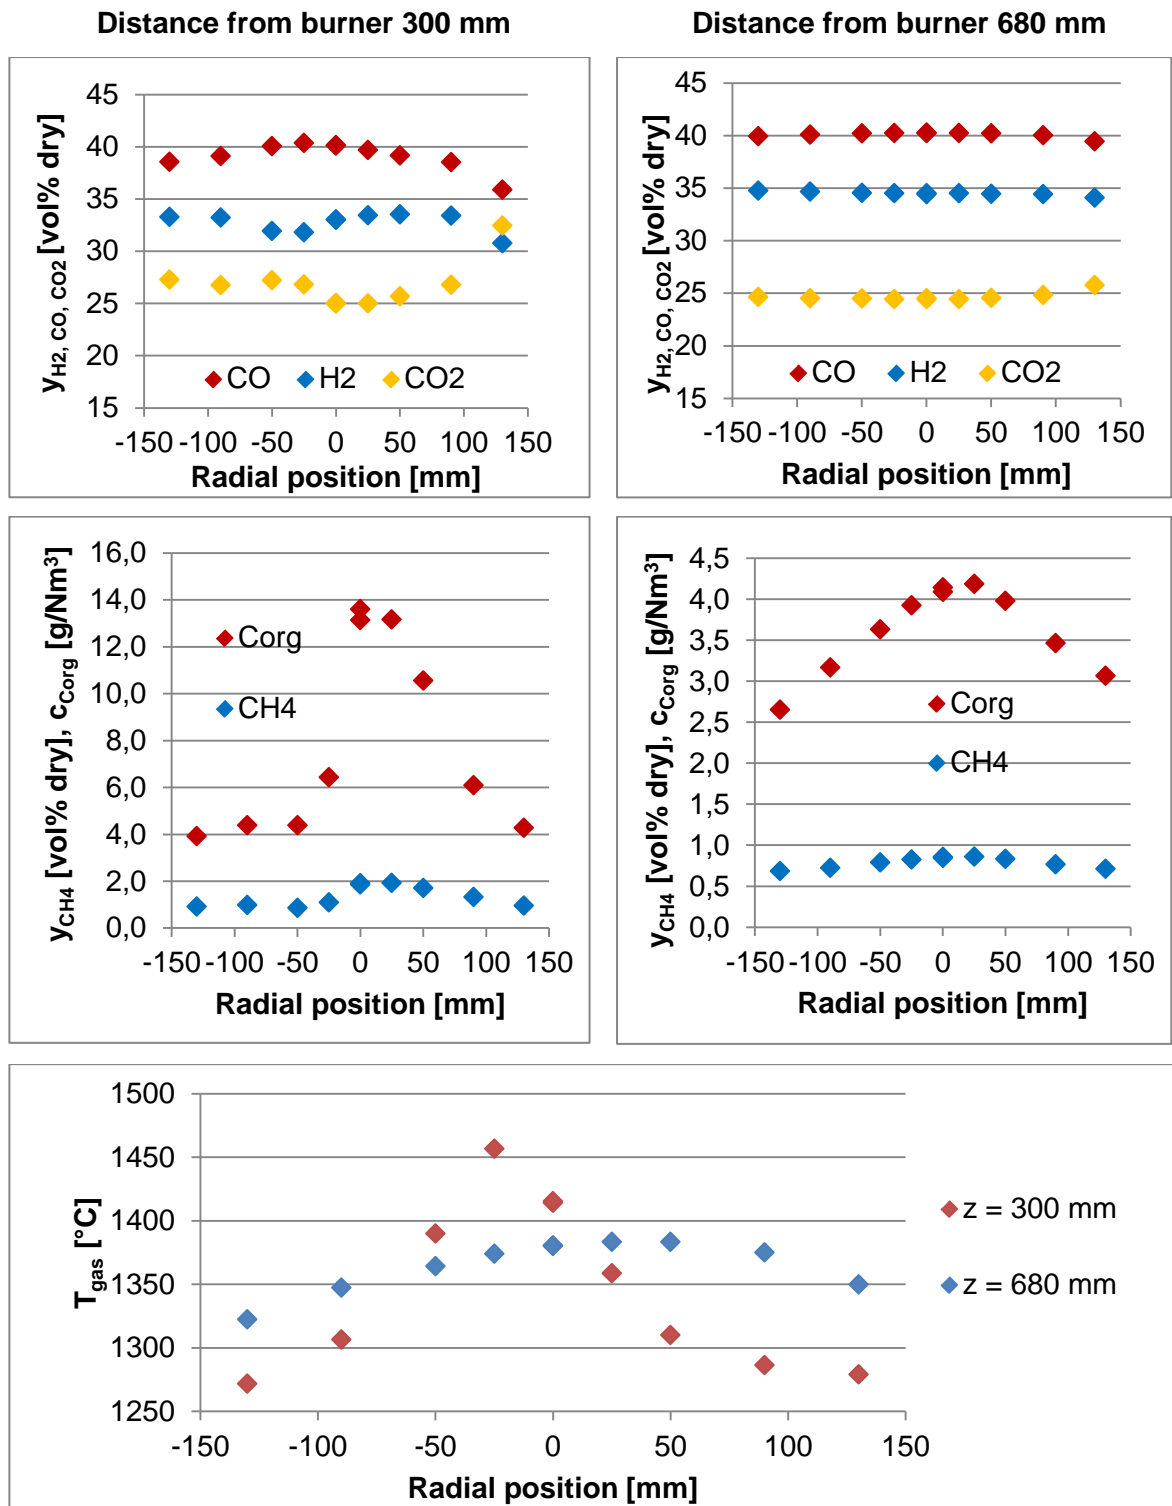 Distance from burner 300 mm
Distance from burner 680 mm
yH2, CO, CO2 [vol% dry]
45
40
35
30
25
20
15
CO
H2
CO2
-150 -100 -50 0 50 100 150
Radial position [mm]
yH2, CO, CO2 [vol% dry]
45
40
35
30
25
20
15
CO
H2
CO2
-150 -100 -50 0 50 100 150
Radial position [mm]
yCH4 [vol% dry], cCorg [g/Nm³]
16,0
14,0
12,0
10,0
8,0
6,0
4,0
2,0
0,0
Corg
CH4
-150 -100 -50 0 50 100 150
Radial position [mm]
yCH4 [vol% dry], cCorg [g/Nm³]
4,5
4,0
3,5
3,0
2,5
2,0
1,5
1,0
0,5
0,0
Corg
CH4
-150 -100 -50 0 50 100 150
Radial position [mm]
Tgas [°C]
1500
1450
1400
1350
1300
1250
z = 300 mm
z = 680 mm
-150 -100 -50 0 50 100 150
Radial position [mm]